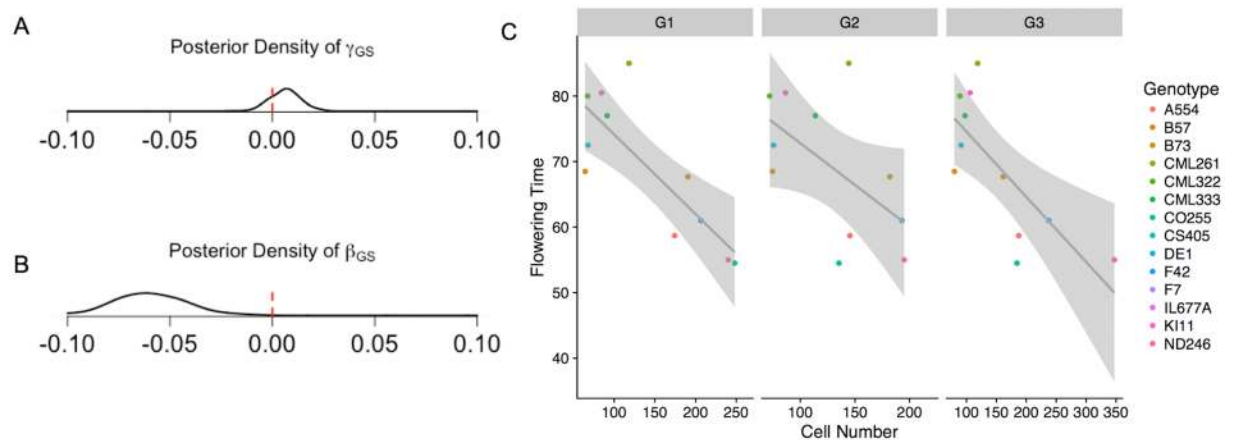 A
Posterior Density of γGS
-0.10 -0.05 0.00 0.05 0.10
B
Posterior Density of βGS
-0.10 -0.05 0.00 0.05 0.10
C
G1 G2 G3
Flowering Time
80
70
60
50
40
100 150 200 250 100 150 200 100 150 200 250 300 350
Cell Number
Genotype
A554
B57
B73
CML261
CML322
CML333
CO255
CS405
DE1
F42
F7
IL677A
KI11
ND246